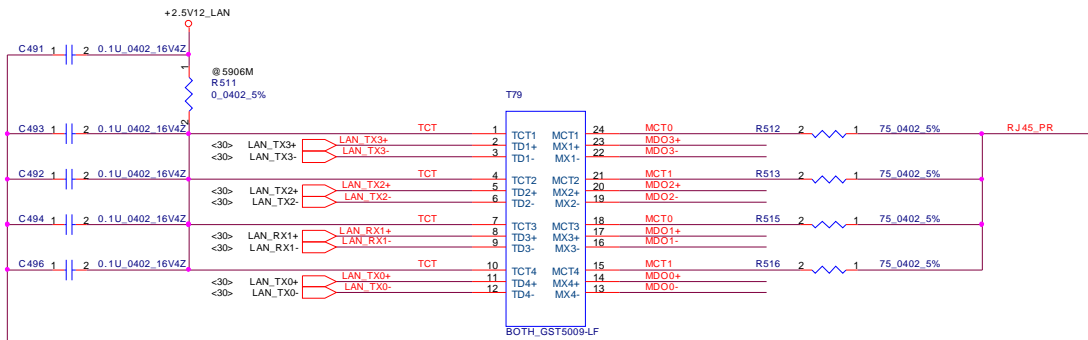 +2.5V12_LAN
C491 1 2 0.1U_0402_16V4Z
1
@5906M
R511
0_0402_5%
2
T79
C493 1 2 0.1U_0402_16V4Z TCT 1 TCT1 MCT1 24 MCT0 R512 2 1 75_0402_5% RJ45_PR
<30> LAN_TX3+ LAN_TX3+ 2 TD1+ MX1+ 23 MDO3+
<30> LAN_TX3- LAN_TX3- 3 TD1- MX1- 22 MDO3-
C492 1 2 0.1U_0402_16V4Z TCT 4 TCT2 MCT2 21 MCT1 R513 2 1 75_0402_5%
<30> LAN_TX2+ LAN_TX2+ 5 TD2+ MX2+ 20 MDO2+
<30> LAN_TX2- LAN_TX2- 6 TD2- MX2- 19 MDO2-
C494 1 2 0.1U_0402_16V4Z TCT 7 TCT3 MCT3 18 MCT0 R515 2 1 75_0402_5%
<30> LAN_RX1+ LAN_RX1+ 8 TD3+ MX3+ 17 MDO1+
<30> LAN_RX1- LAN_RX1- 9 TD3- MX3- 16 MDO1-
C496 1 2 0.1U_0402_16V4Z TCT 10 TCT4 MCT4 15 MCT1 R516 2 1 75_0402_5%
<30> LAN_TX0+ LAN_TX0+ 11 TD4+ MX4+ 14 MDO0+
<30> LAN_TX0- LAN_TX0- 12 TD4- MX4- 13 MDO0-
BOTH_GST5009-LF